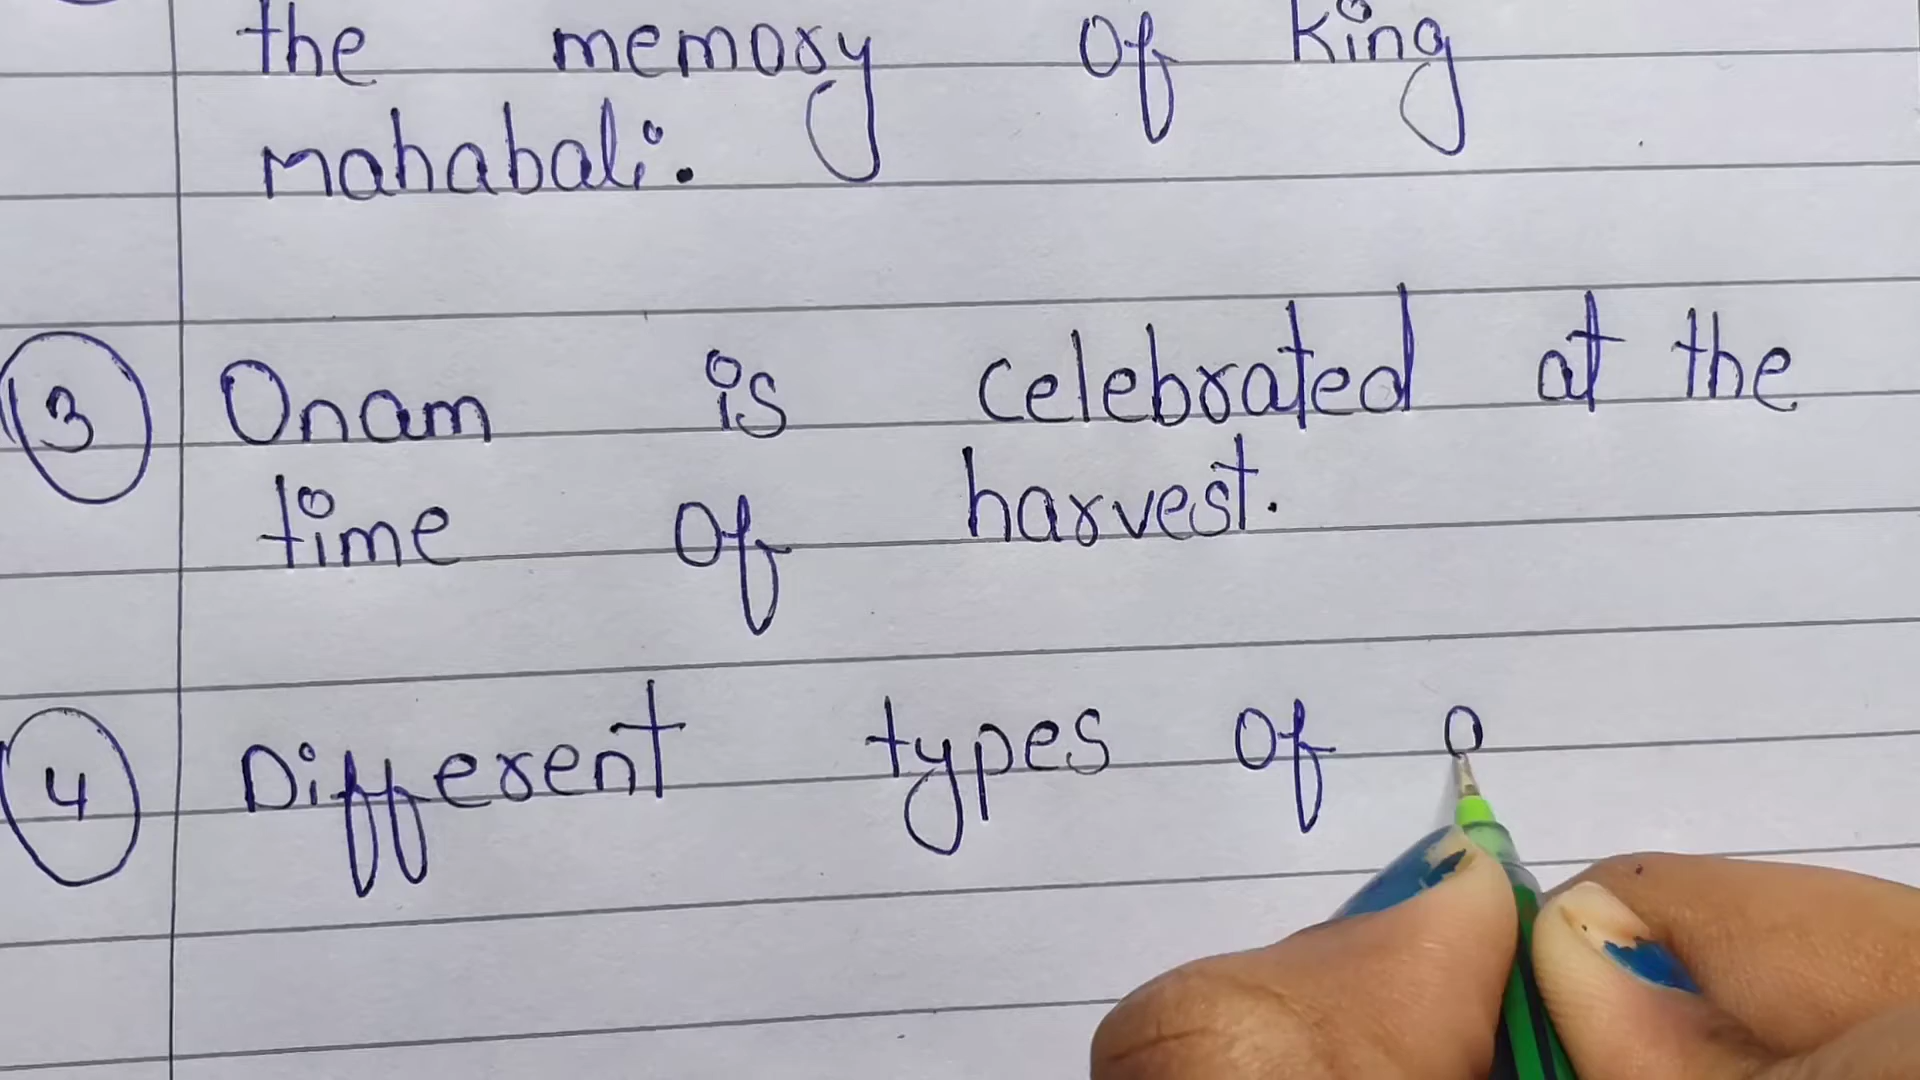 the memory of king
mahabali.
3 Onam is celebrated at the
time of harvest.
4 Different types of